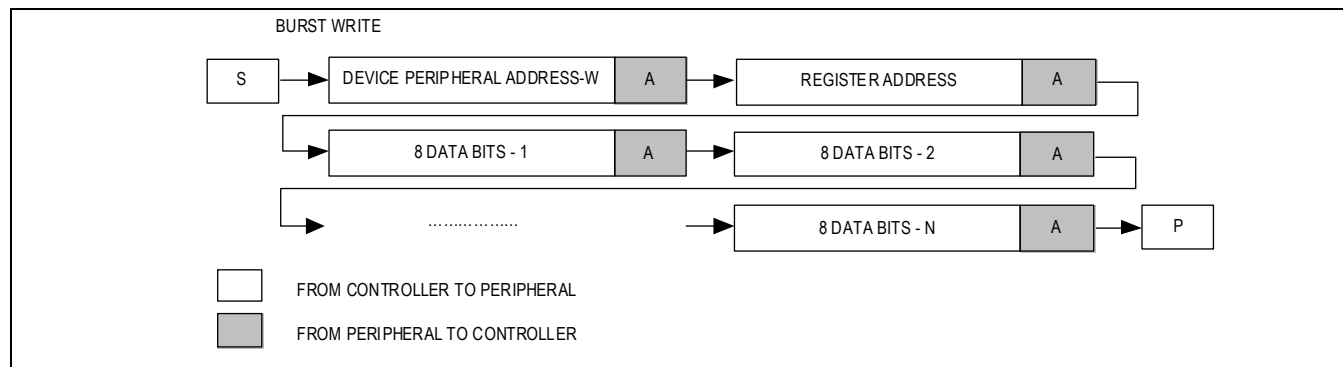 BURST WRITE
S DEVICE PERIPHERAL ADDRESS-W A REGISTER ADDRESS A
8 DATA BITS - 1 A 8 DATA BITS - 2 A
.................. 8 DATA BITS - N A P
FROM CONTROLLER TO PERIPHERAL
FROM PERIPHERAL TO CONTROLLER